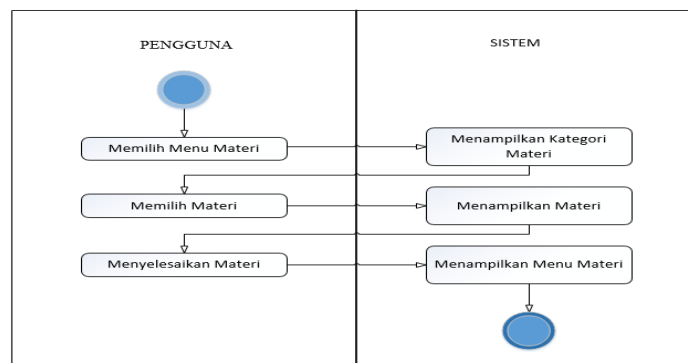 PENGGUNA
SISTEM
Memilih Menu Materi
Menampilkan Kategori
Materi
Memilih Materi
Menampilkan Materi
Menyelesaikan Materi
Menampilkan Menu Materi